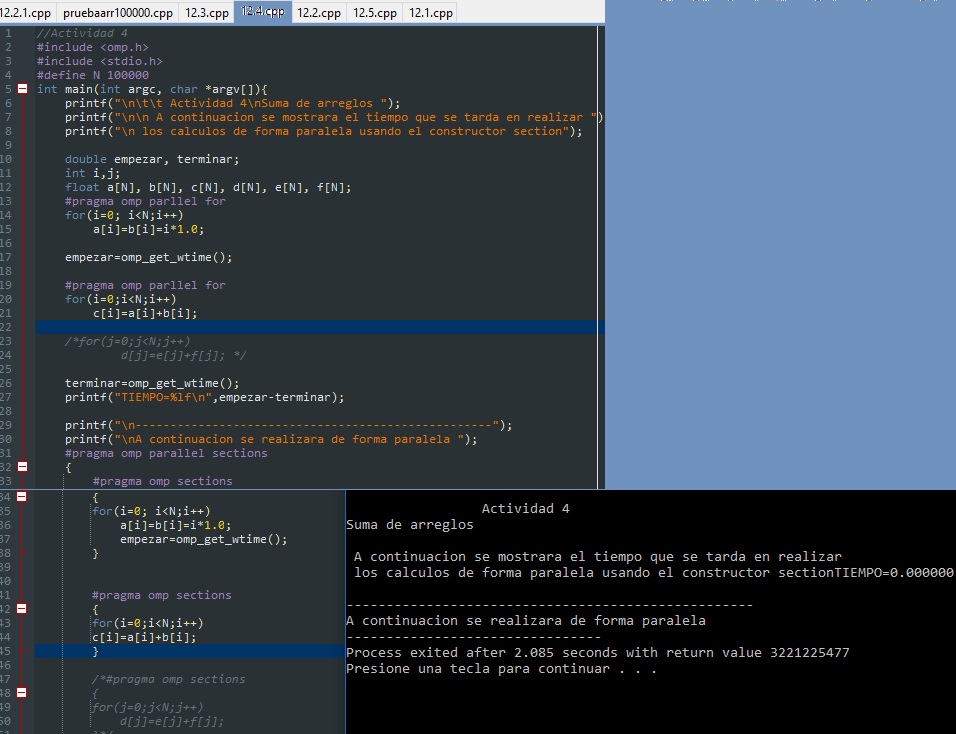 12.2.1.cpp pruebaarr100000.cpp 12.3.cpp 12.4.cpp 12.2.cpp 12.5.cpp 12.1.cpp
1 //Actividad 4
2 #include <omp.h>
3 #include <stdio.h>
4 #define N 100000
5 int main(int argc, char *argv[]){
6 printf("\n\t\t Actividad 4\nSuma de arreglos ");
7 printf("\n\n A continuacion se mostrara el tiempo que se tarda en realizar ")
8 printf("\n los calculos de forma paralela usando el constructor section");
9
10 double empezar, terminar;
11 int i,j;
12 float a[N], b[N], c[N], d[N], e[N], f[N];
13 #pragma omp parllel for
14 for(i=0; i<N;i++)
15 a[i]=b[i]=i*1.0;
16
17 empezar=omp_get_wtime();
18
19 #pragma omp parllel for
20 for(i=0;i<N;i++)
21 c[i]=a[i]+b[i];
22
23 /*for(j=0;j<N;j++)
24 d[j]=e[j]+f[j]; */
25
26 terminar=omp_get_wtime();
27 printf("TIEMPO=%lf\n",empezar-terminar);
28
29 printf("\n------------------------------------------------");
30 printf("\nA continuacion se realizara de forma paralela ");
31 #pragma omp parallel sections
32 {
33 #pragma omp sections
34 {
35 for(i=0; i<N;i++)
36 a[i]=b[i]=i*1.0;
37 empezar=omp_get_wtime();
38 }
39
40
41 #pragma omp sections
42 {
43 for(i=0;i<N;i++)
44 c[i]=a[i]+b[i];
45 }
46
47 /*#pragma omp sections
48 {
49 for(j=0;j<N;j++)
50 d[j]=e[j]+f[j];
Actividad 4
Suma de arreglos
A continuacion se mostrara el tiempo que se tarda en realizar
los calculos de forma paralela usando el constructor sectionTIEMPO=0.000000
---------------------------------------------------
A continuacion se realizara de forma paralela
--------------------------------
Process exited after 2.085 seconds with return value 3221225477
Presione una tecla para continuar . . .